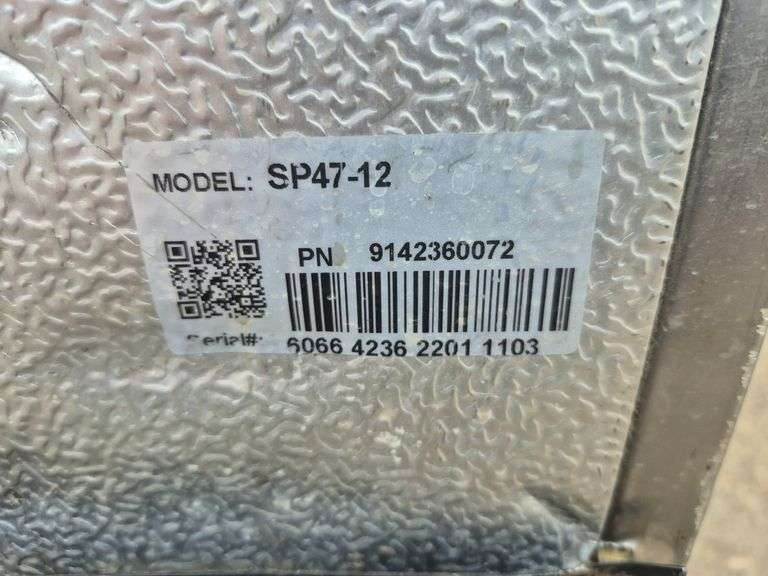 MODEL: SP47-12
PN 9142360072
Serial#: 6066 4236 2201 1103